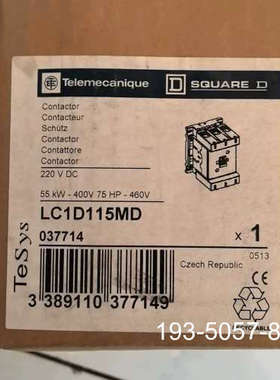 Telemecanique
D SQUARE D
Contactor
Contacteur
Schütz
Contactor
Contattore
Contactor
220 V DC
55 kW - 400V 75 HP - 460V
LC1D115MD
037714
x 1
TeSys
0513
Czech Republic
3 389110 377149
RECYCLABLE
193-5057-8